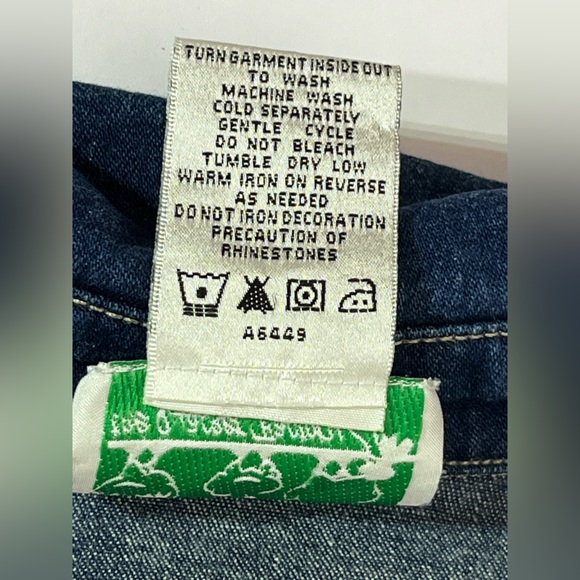 TURN GARMENT INSIDE OUT
TO WASH
MACHINE WASH
COLD SEPARATELY
GENTLE CYCLE
DO NOT BLEACH
TUMBLE DRY LOW
WARM IRON ON REVERSE
AS NEEDED
DO NOT IRON DECORATION
PRECAUTION OF
RHINESTONES
A6449